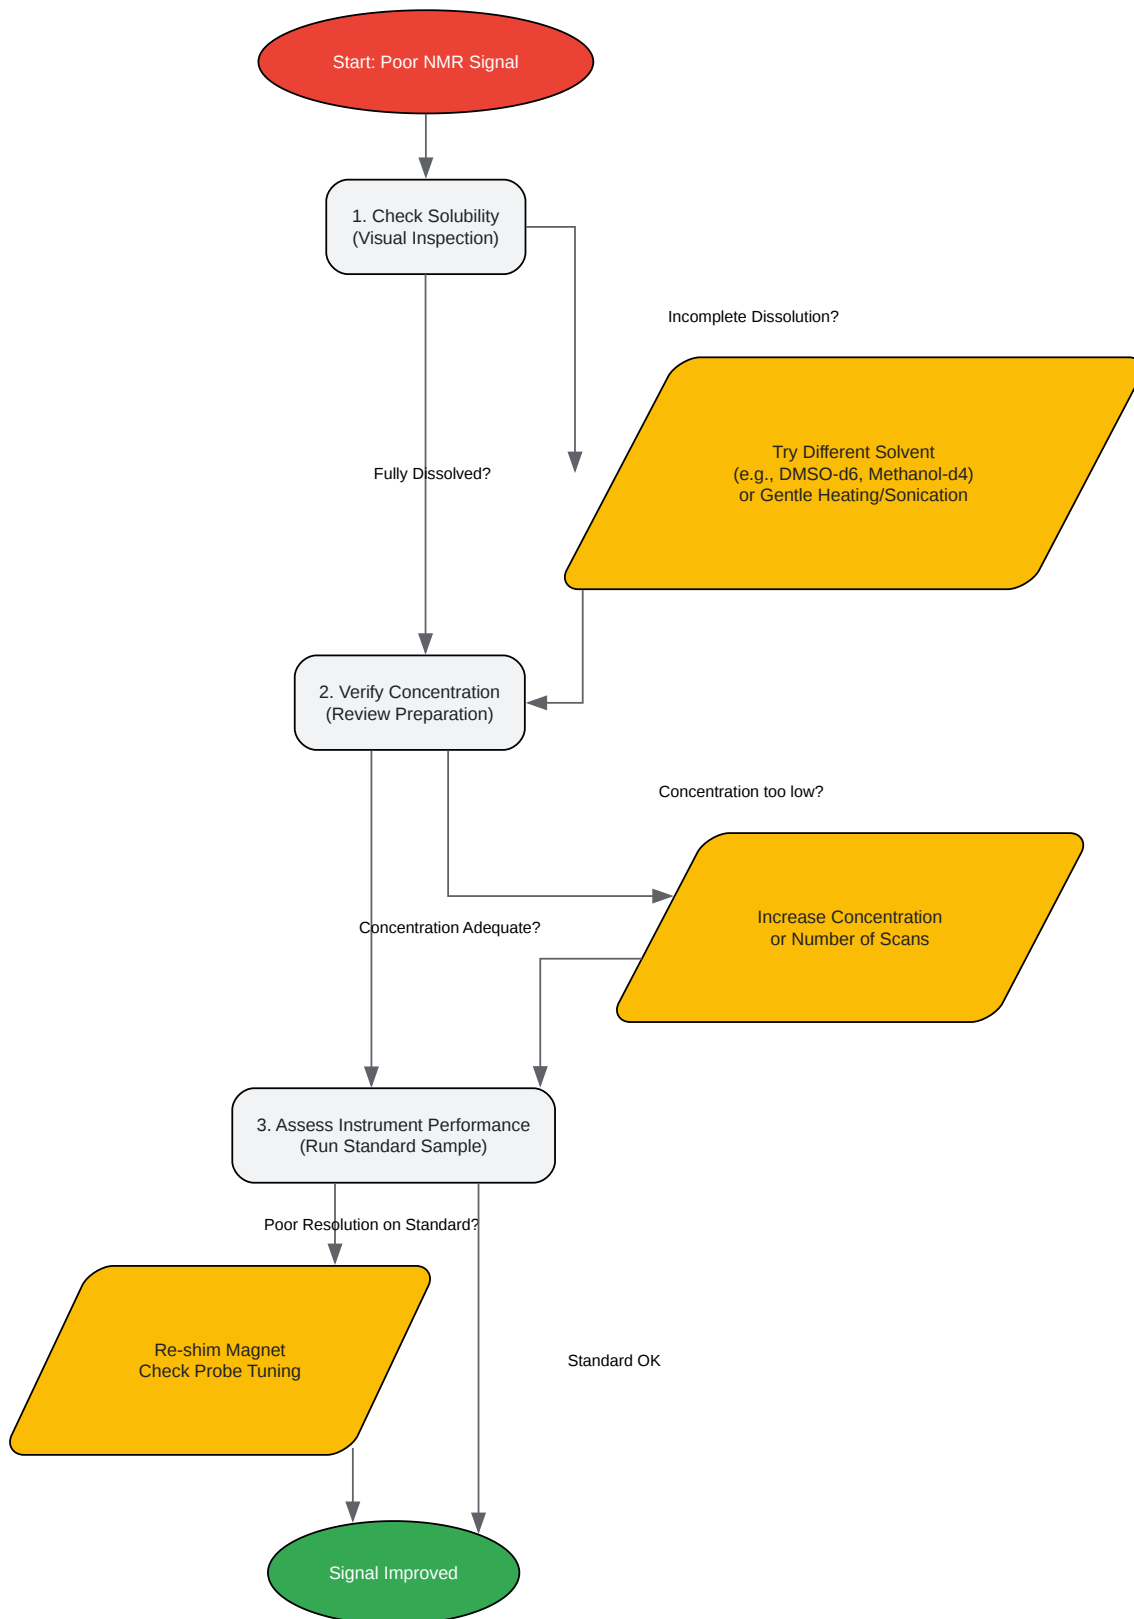 Start: Poor NMR Signal
1. Check Solubility
(Visual Inspection)
Incomplete Dissolution?
Try Different Solvent
(e.g., DMSO-d6, Methanol-d4)
or Gentle Heating/Sonication
Fully Dissolved?
2. Verify Concentration
(Review Preparation)
Concentration too low?
Increase Concentration
or Number of Scans
Concentration Adequate?
3. Assess Instrument Performance
(Run Standard Sample)
Poor Resolution on Standard?
Re-shim Magnet
Check Probe Tuning
Standard OK
Signal Improved